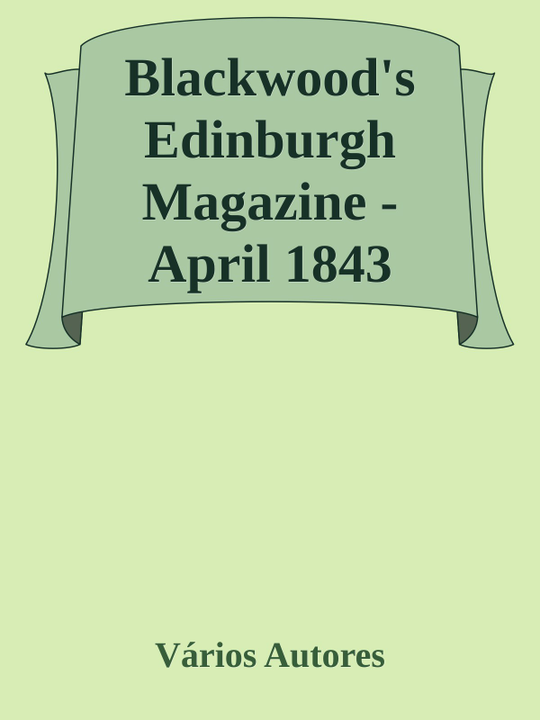 Blackwood's
Edinburgh
Magazine -
April 1843
Vários Autores